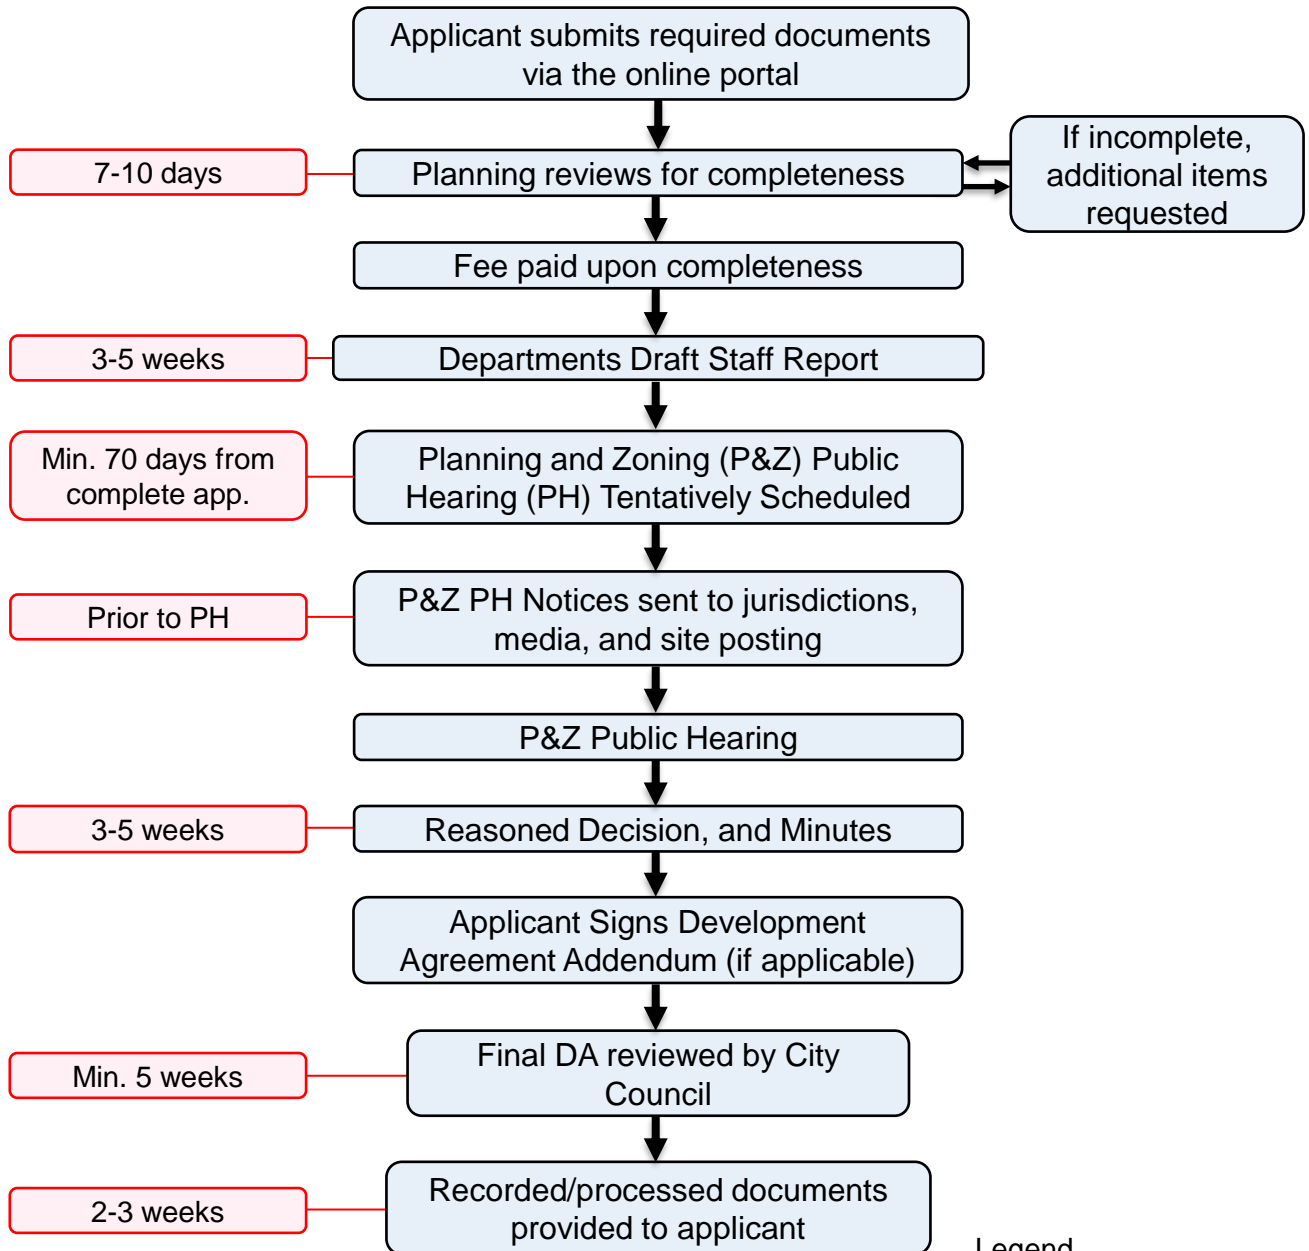 Applicant submits required documents
via the online portal
If incomplete,
additional items
requested
7-10 days
Planning reviews for completeness
Fee paid upon completeness
3-5 weeks
Departments Draft Staff Report
Min. 70 days from
complete app.
Planning and Zoning (P&Z) Public
Hearing (PH) Tentatively Scheduled
Prior to PH
P&Z PH Notices sent to jurisdictions,
media, and site posting
P&Z Public Hearing
3-5 weeks
Reasoned Decision, and Minutes
Applicant Signs Development
Agreement Addendum (if applicable)
Min. 5 weeks
Final DA reviewed by City
Council
2-3 weeks
Recorded/processed documents
provided to applicant
Legend